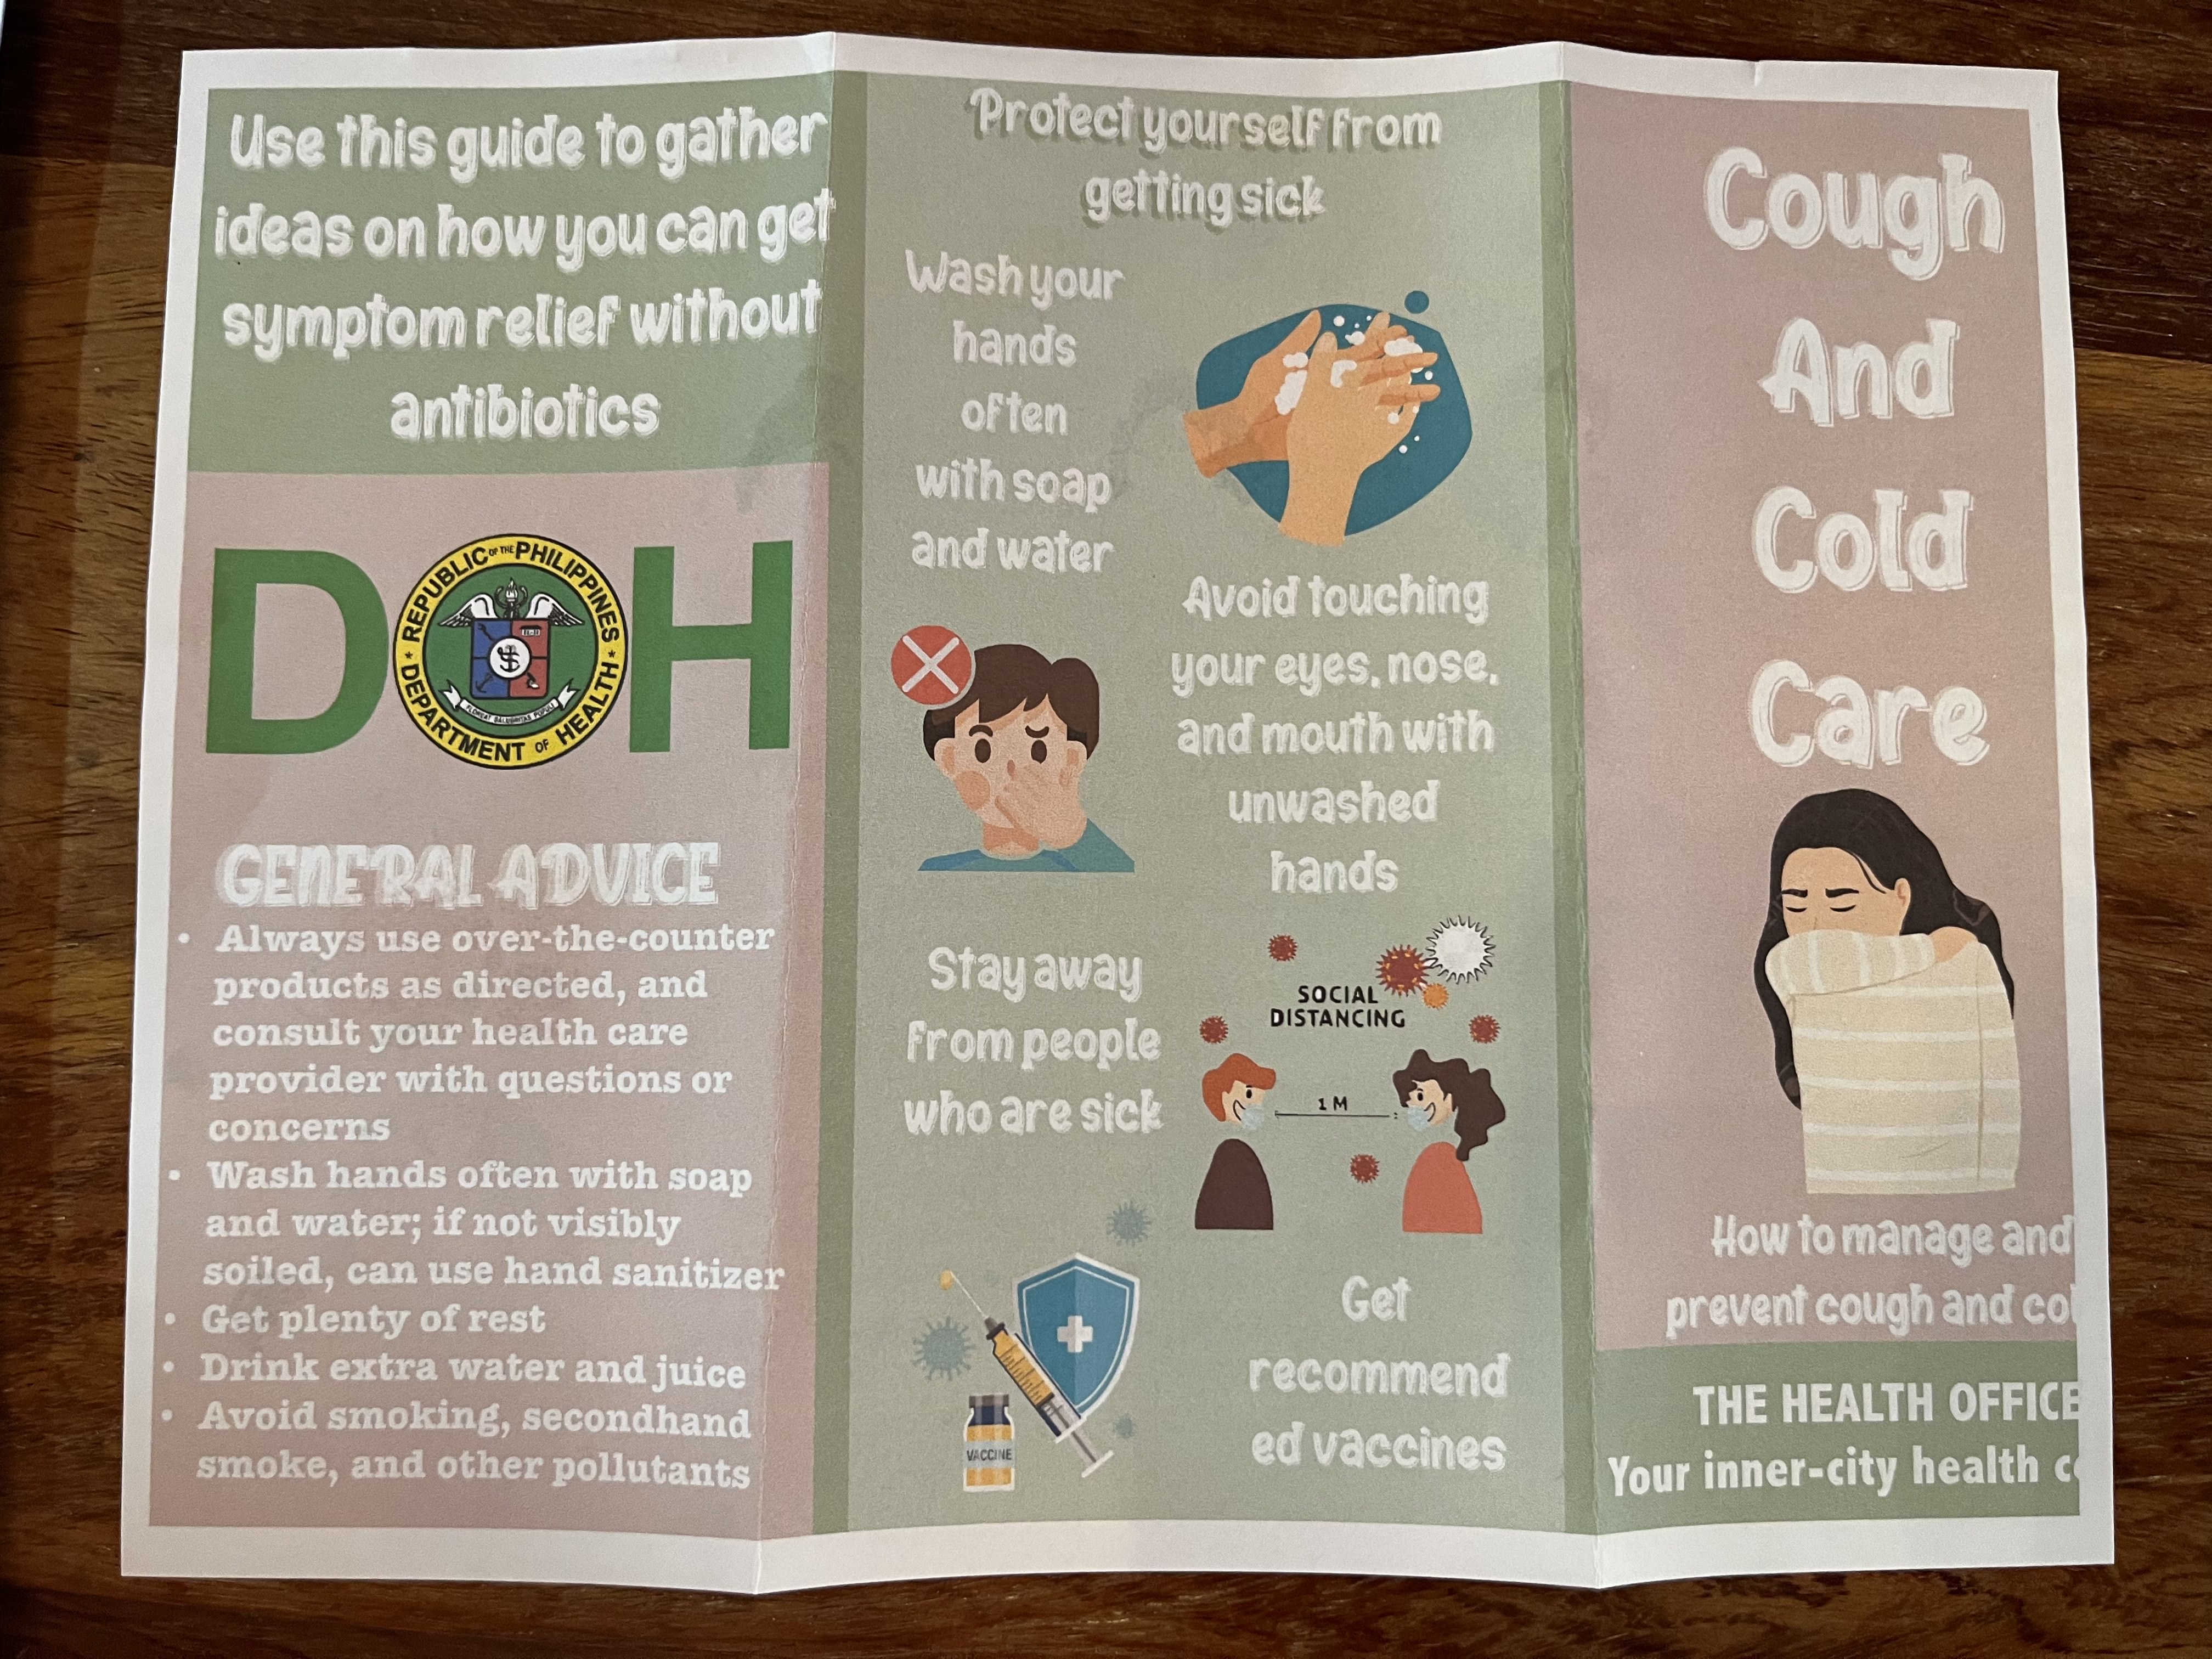 Use this guide to gather
ideas on how you can get
symptom relief without
antibiotics
D H
REPUBLIC OF THE PHILIPPINES
DEPARTMENT OF HEALTH
FLOREAT SALUBRITAS POPULI
GENERAL ADVICE
• Always use over-the-counter
products as directed, and
consult your health care
provider with questions or
concerns
• Wash hands often with soap
and water; if not visibly
soiled, can use hand sanitizer
• Get plenty of rest
• Drink extra water and juice
• Avoid smoking, secondhand
smoke, and other pollutants
Protect yourself from
getting sick
Wash your
hands
often
with soap
and water
Avoid touching
your eyes, nose,
and mouth with
unwashed
hands
Stay away
from people
who are sick
SOCIAL
DISTANCING
1 M
VACCINE
Get
recommend
ed vaccines
Cough
And
Cold
Care
How to manage and
prevent cough and col
THE HEALTH OFFICE
Your inner-city health c